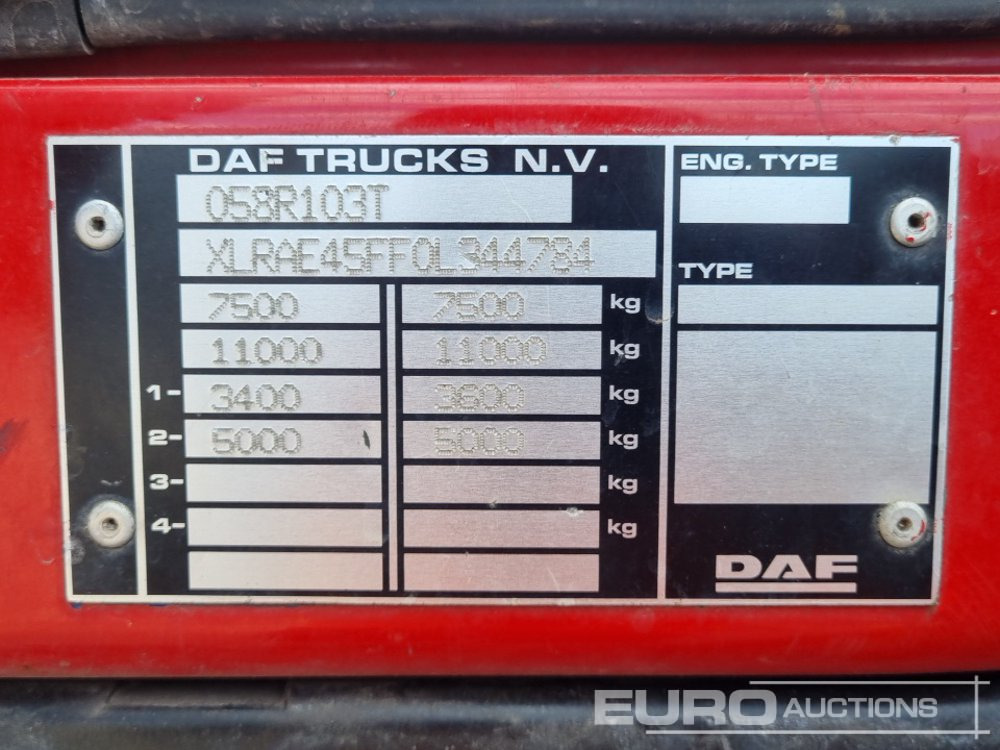 DAF TRUCKS N.V.
058R103T
XLRAE45FF0L344784
7500 7500 kg
11000 11000 kg
1- 3400 3600 kg
2- 5000 5000 kg
3- kg
4- kg
ENG. TYPE
TYPE
DAF
EURO AUCTIONS